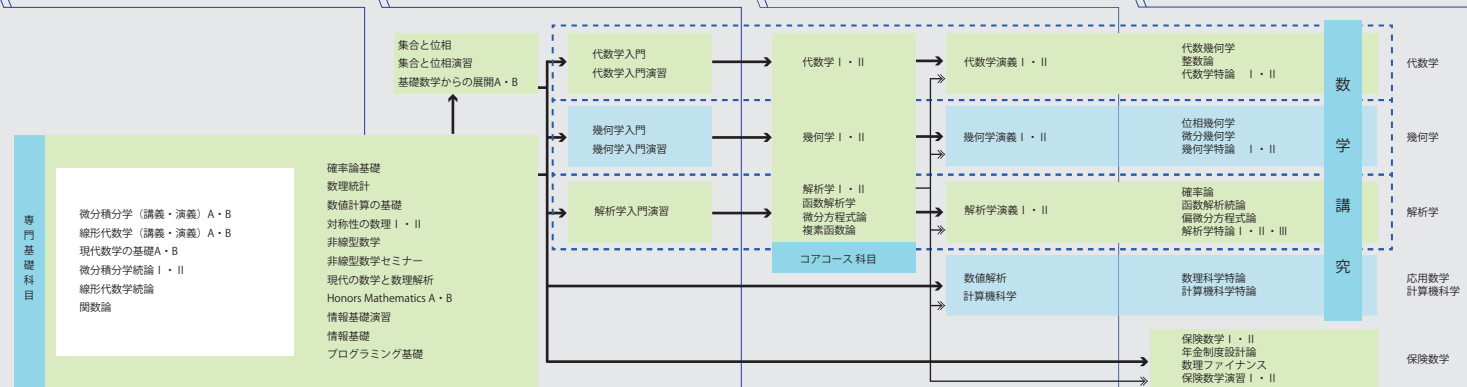 専門基礎科目
微分積分学（講義・演義）A・B
線形代数学（講義・演義）A・B
現代数学の基礎A・B
微分積分学続論Ⅰ・Ⅱ
線形代数学続論
関数論
確率論基礎
数理統計
数値計算の基礎
対称性の数理Ⅰ・Ⅱ
非線型数学
非線型数学セミナー
現代の数学と数理解析
Honors Mathematics A・B
情報基礎演習
情報基礎
プログラミング基礎
集合と位相
集合と位相演習
基礎数学からの展開A・B
代数学入門
代数学入門演習
幾何学入門
幾何学入門演習
解析学入門演習
代数学Ⅰ・Ⅱ
幾何学Ⅰ・Ⅱ
解析学Ⅰ・Ⅱ
函数解析学
微分方程式論
複素函数論
コアコース科目
代数学演義Ⅰ・Ⅱ
代数幾何学
整数論
代数学特論　Ⅰ・Ⅱ
幾何学演義Ⅰ・Ⅱ
位相幾何学
微分幾何学
幾何学特論　Ⅰ・Ⅱ
解析学演義Ⅰ・Ⅱ
確率論
函数解析続論
偏微分方程式論
解析学特論Ⅰ・Ⅱ・Ⅲ
数値解析
計算機科学
数理科学特論
計算機科学特論
保険数学Ⅰ・Ⅱ
年金制度設計論
数理ファイナンス
保険数学演習Ⅰ・Ⅱ
数学講究
代数学
幾何学
解析学
応用数学
計算機科学
保険数学